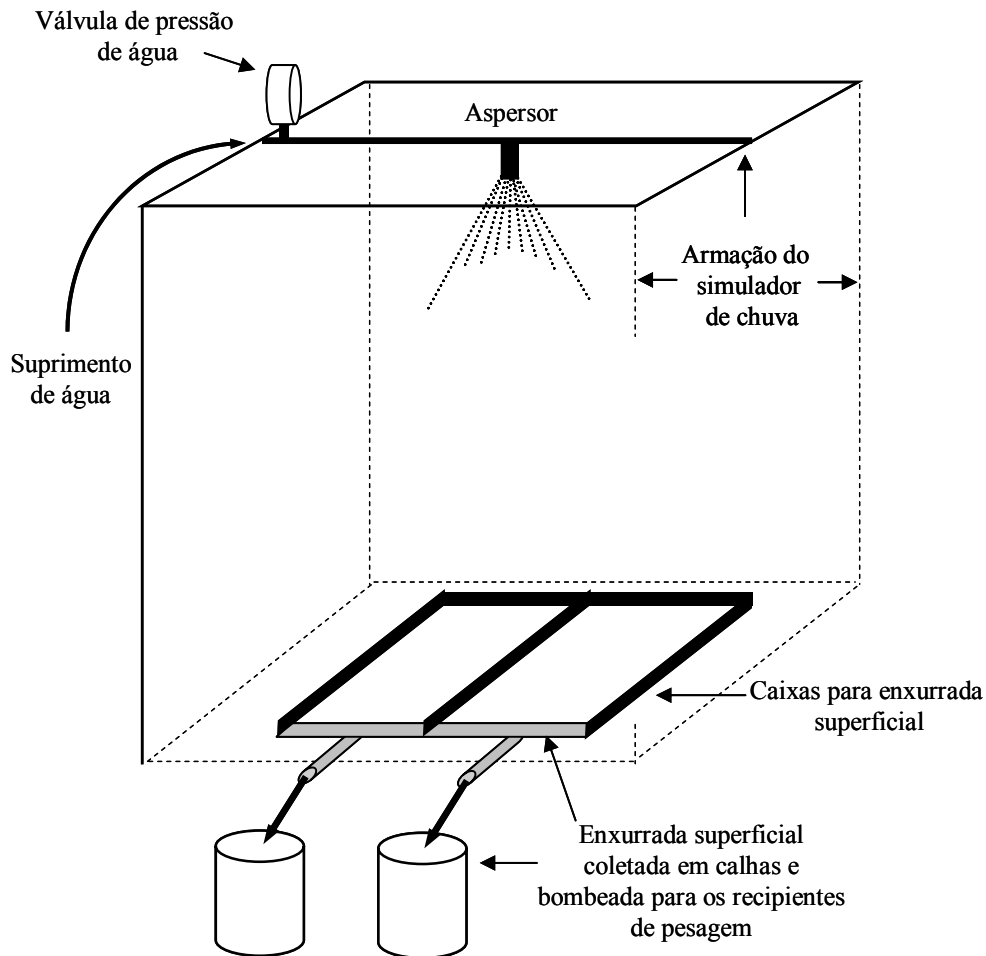 Válvula de pressão
de água
Aspersor
Armação do
simulador
de chuva
Suprimento
de água
Caixas para enxurrada
superficial
Enxurrada superficial
coletada em calhas e
bombeada para os recipientes
de pesagem